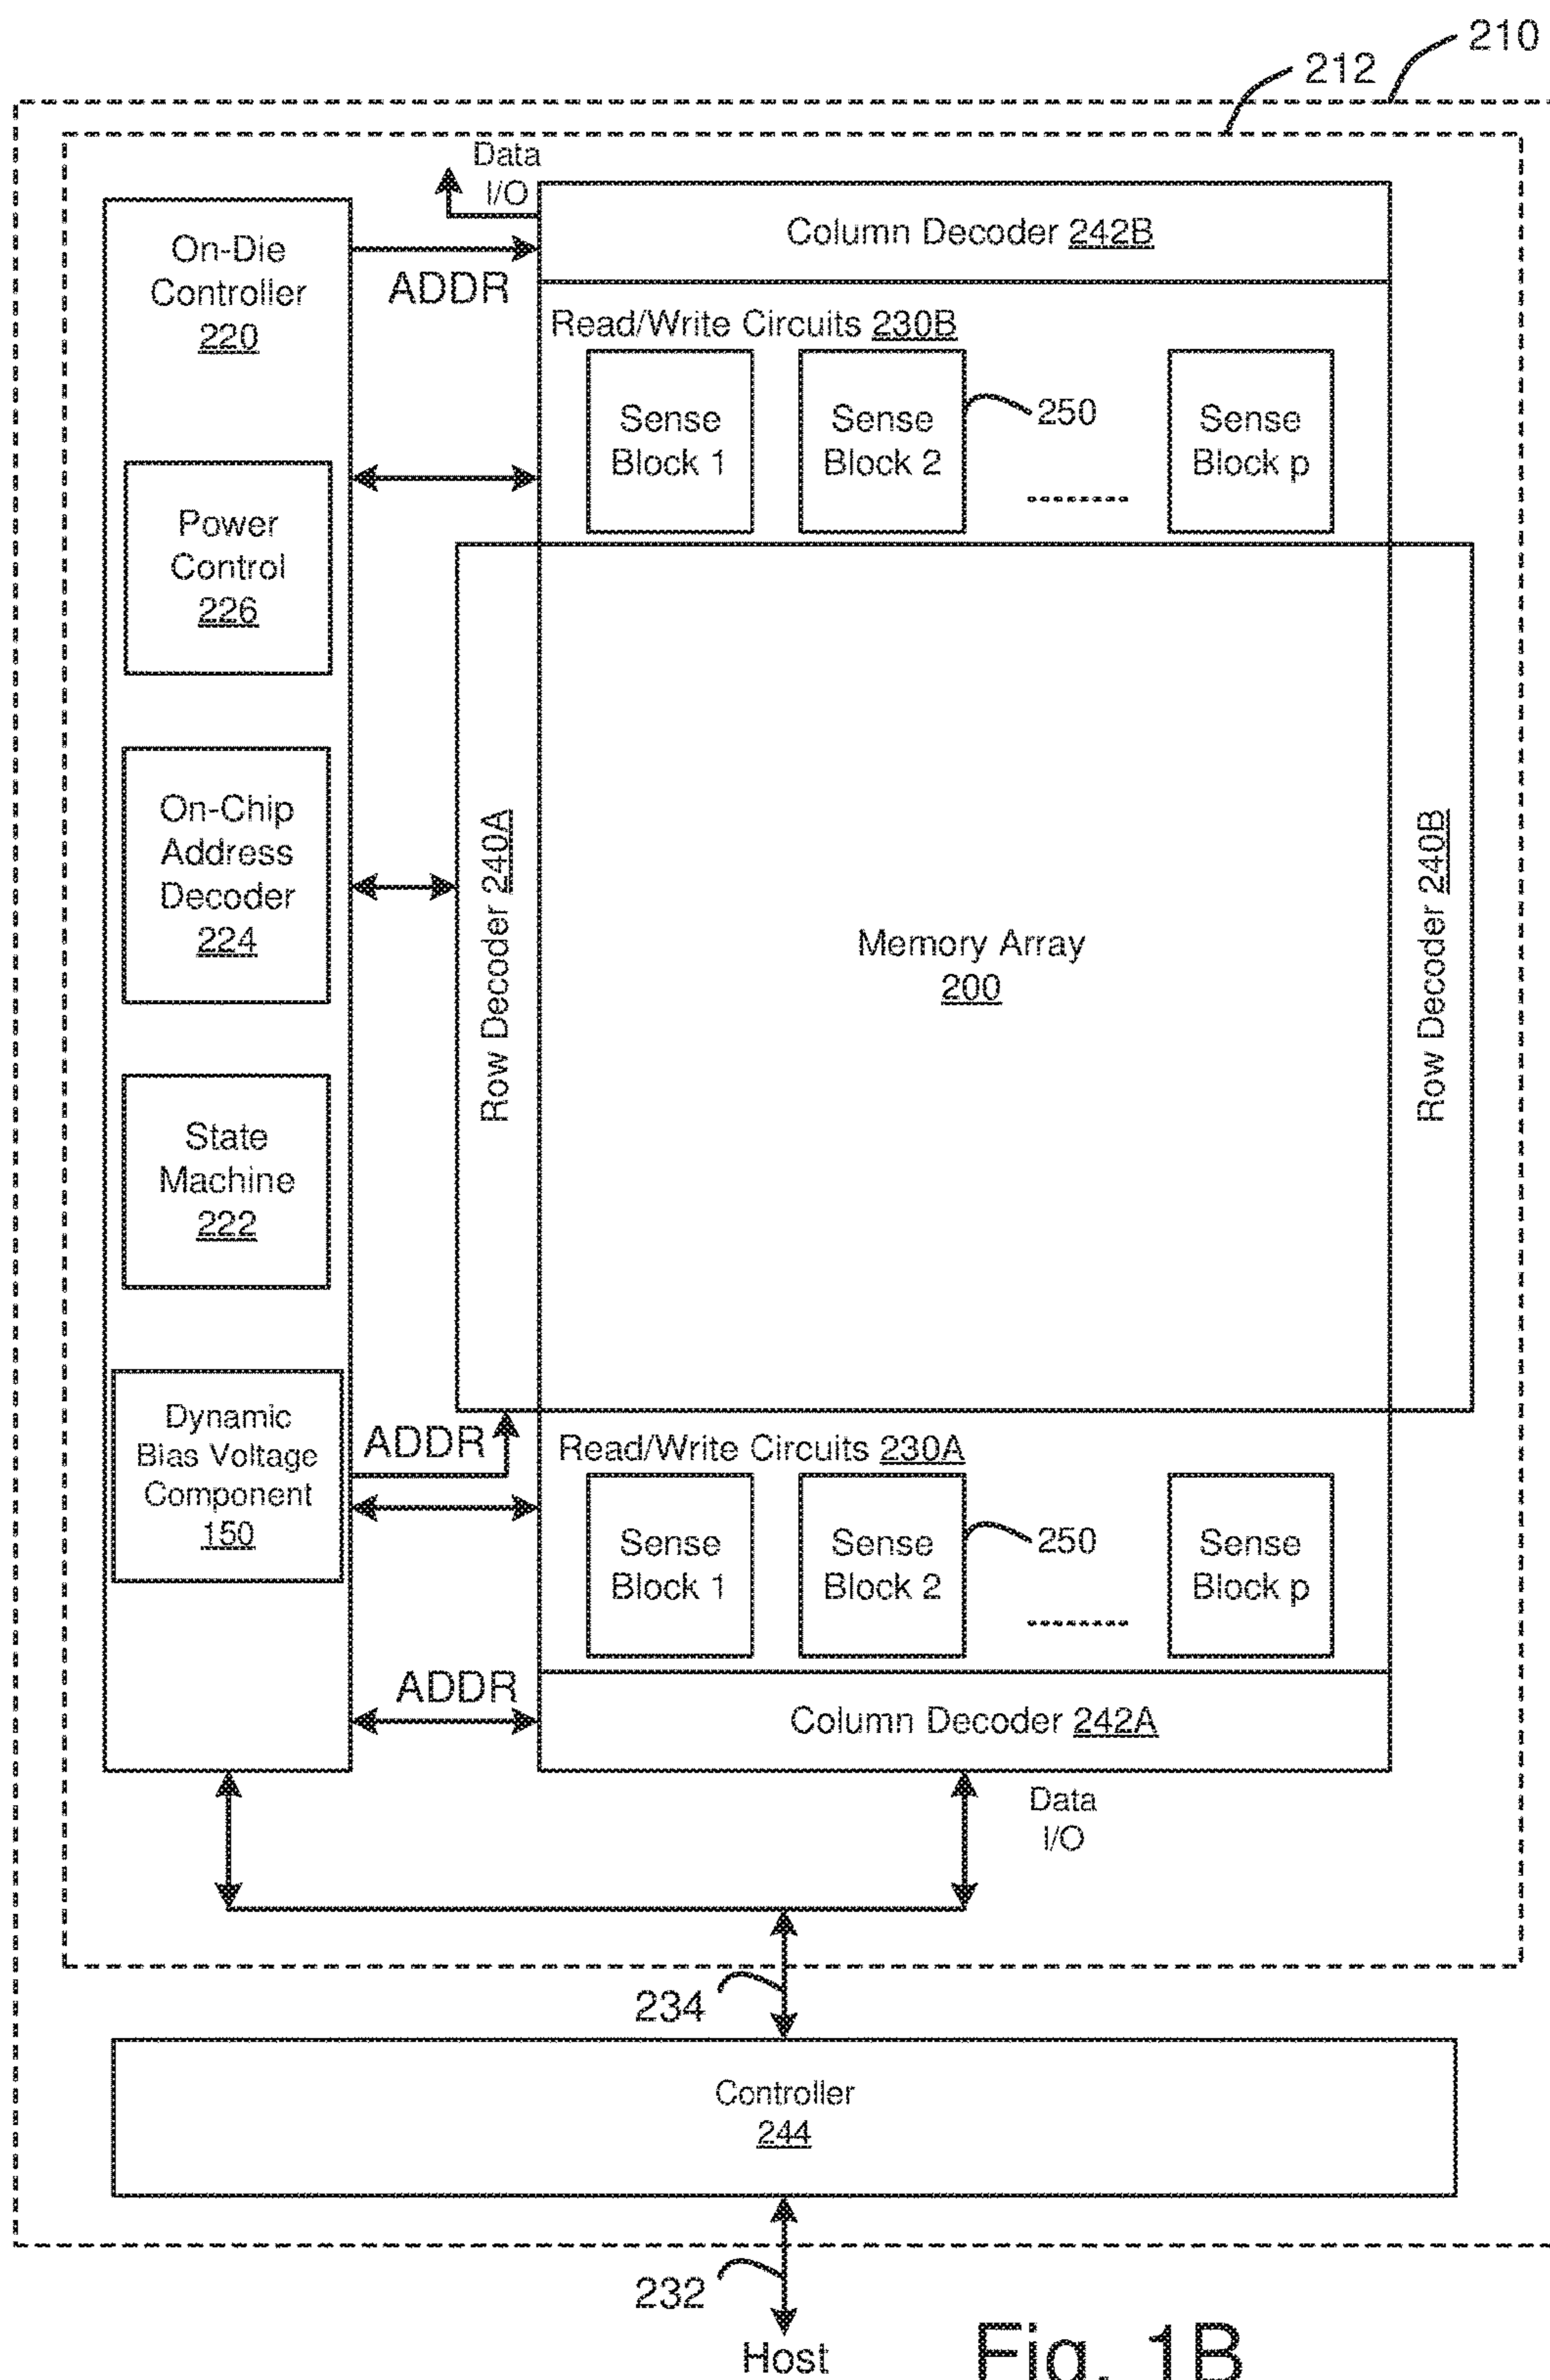 210
212
Data
I/O
On-Die
Controller
220
ADDR
Column Decoder 242B
Read/Write Circuits 230B
Sense
Block 1
Sense
Block 2
250
Sense
Block p
Power
Control
226
On-Chip
Address
Decoder
224
Row Decoder 240A
Memory Array
200
Row Decoder 240B
State
Machine
222
Dynamic
Bias Voltage
Component
150
ADDR
Read/Write Circuits 230A
Sense
Block 1
Sense
Block 2
250
Sense
Block p
ADDR
Column Decoder 242A
Data
I/O
234
Controller
244
232
Host
Fig. 1B